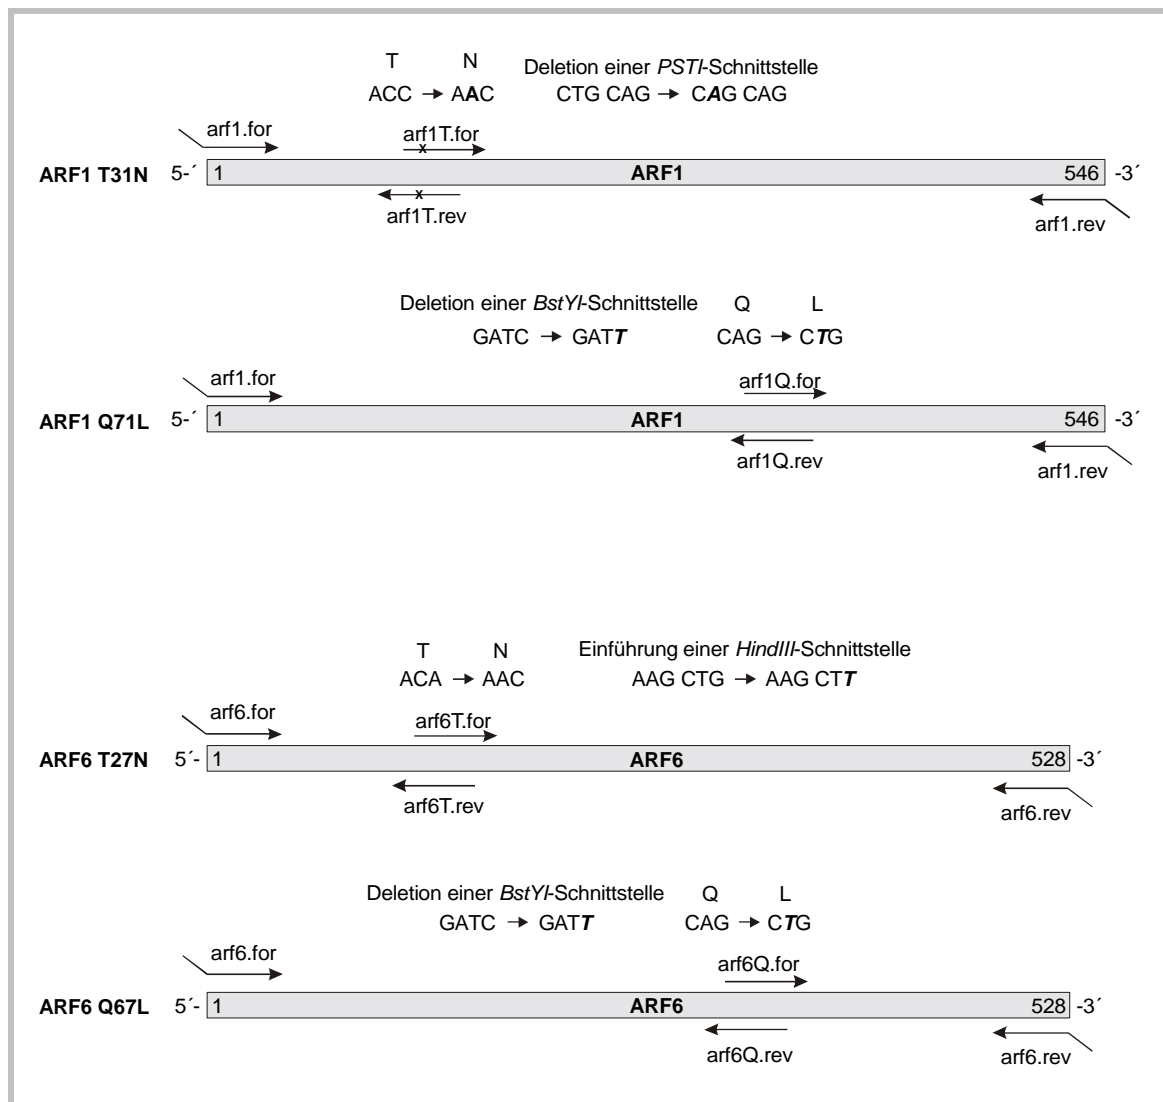 T N Deletion einer PSTI-Schnittstelle
ACC → AAC CTG CAG → CAG CAG
arf1.for arf1T.for
x
ARF1 T31N 5-´ 1 ARF1 546 -3´
x
arf1T.rev arf1.rev
Deletion einer BstYI-Schnittstelle Q L
GATC → GATT CAG → CTG
arf1.for arf1Q.for
ARF1 Q71L 5-´ 1 ARF1 546 -3´
arf1Q.rev arf1.rev
T N Einführung einer HindIII-Schnittstelle
ACA → AAC AAG CTG → AAG CTT
arf6.for arf6T.for
ARF6 T27N 5´- 1 ARF6 528 -3´
arf6T.rev arf6.rev
Deletion einer BstYI-Schnittstelle Q L
GATC → GATT CAG → CTG
arf6.for arf6Q.for
ARF6 Q67L 5´- 1 ARF6 528 -3´
arf6Q.rev arf6.rev